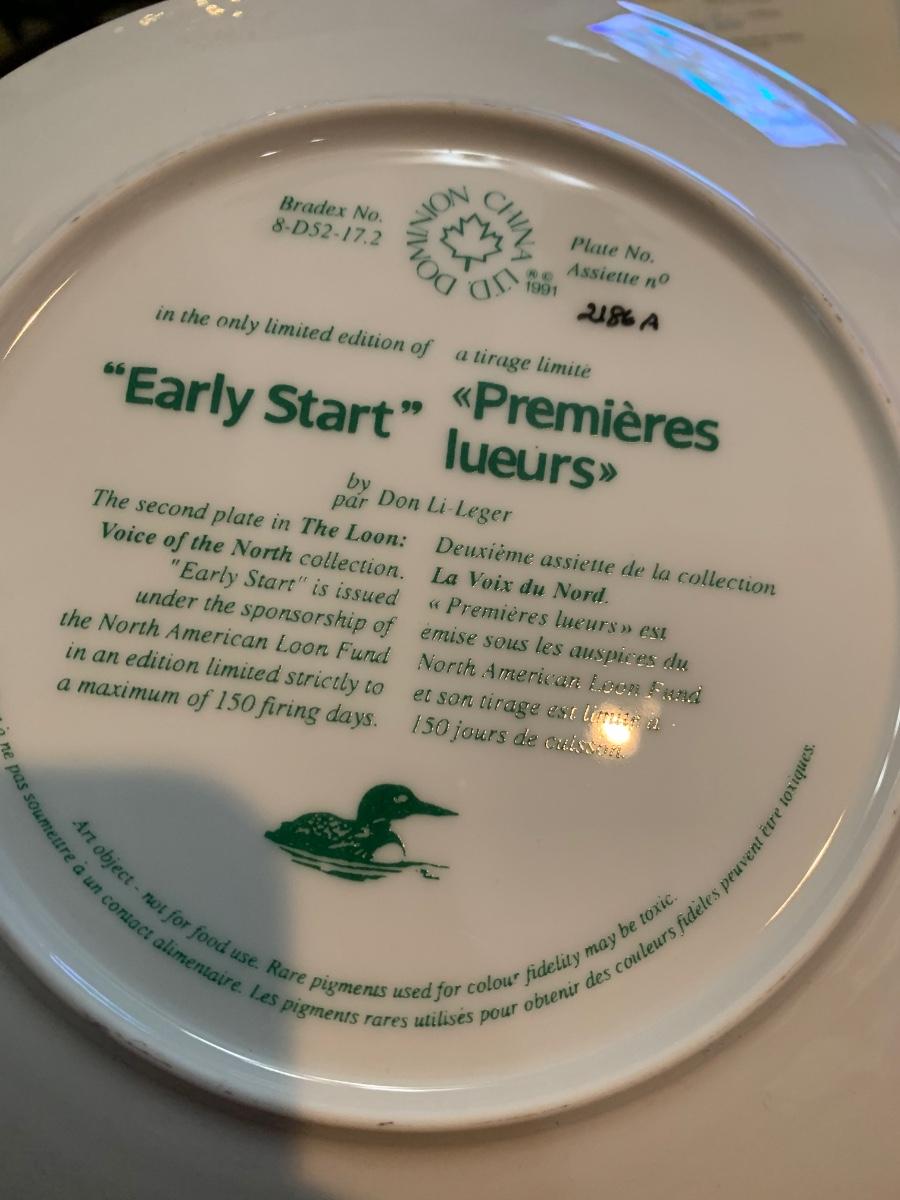 Bradex No.
8-D52-17.2
DOMINION CHINA LTD.
® ©
1991
Plate No.
Assiette nº
2186 A
in the only limited edition of
"Early Start"
a tirage limité
«Premières
lueurs»
by
par Don Li-Leger
The second plate in The Loon:
Voice of the North collection.
"Early Start" is issued
under the sponsorship of
the North American Loon Fund
in an edition limited strictly to
a maximum of 150 firing days.
Deuxième assiette de la collection
La Voix du Nord.
« Premières lueurs» est
émise sous les auspices du
North American Loon Fund
et son tirage est limité à
150 jours de cuisson.
Art object - not for food use. Rare pigments used for colour fidelity may be toxic.
à ne pas soumettre à un contact alimentaire. Les pigments rares utilisés pour obtenir des couleurs fidèles peuvent être toxiques.